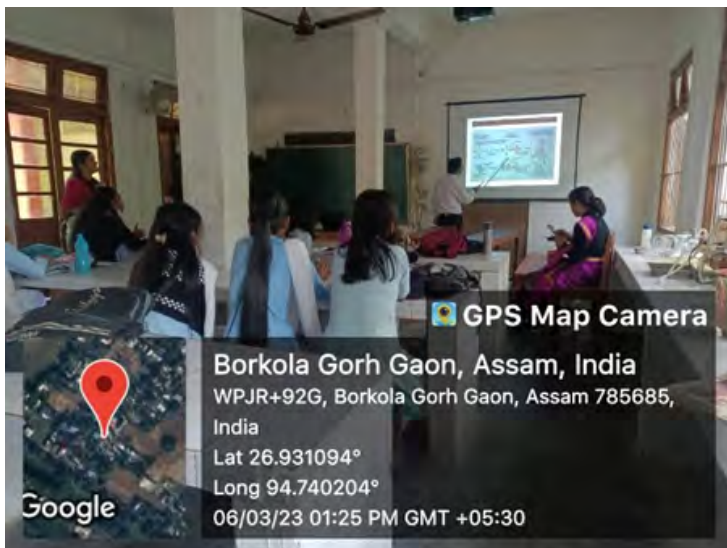 GPS Map Camera
Borkola Gorh Gaon, Assam, India
WPJR+92G, Borkola Gorh Gaon, Assam 785685,
India
Lat 26.931094°
Long 94.740204°
06/03/23 01:25 PM GMT +05:30
Google